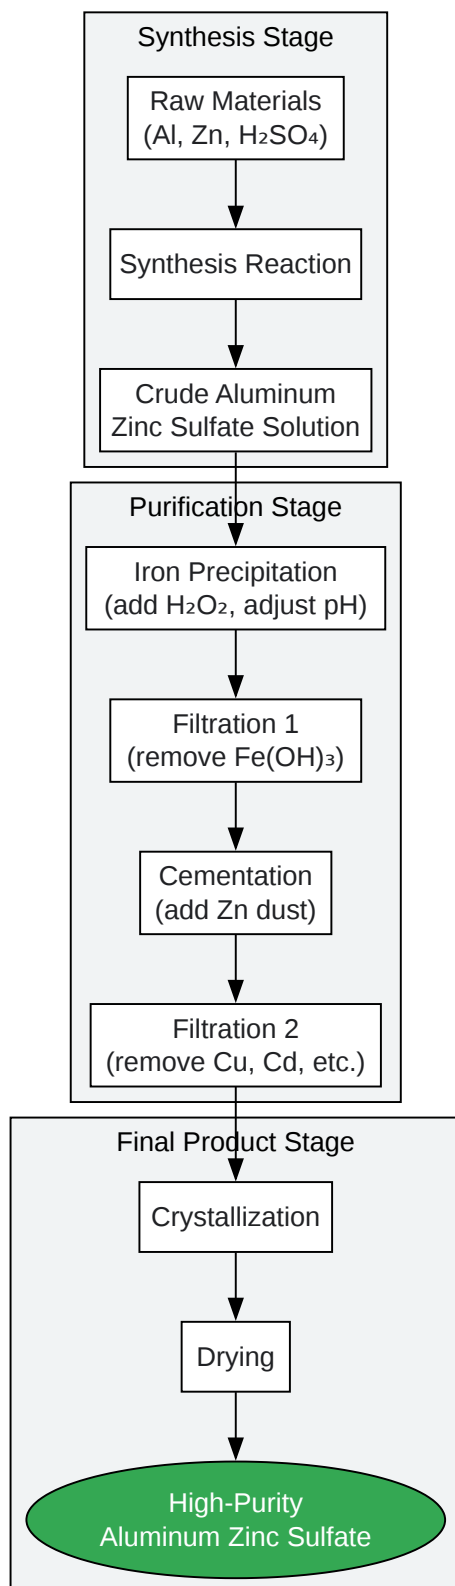 Synthesis Stage
Raw Materials
(Al, Zn, H₂SO₄)
Synthesis Reaction
Crude Aluminum
Zinc Sulfate Solution
Purification Stage
Iron Precipitation
(add H₂O₂, adjust pH)
Filtration 1
(remove Fe(OH)₃)
Cementation
(add Zn dust)
Filtration 2
(remove Cu, Cd, etc.)
Final Product Stage
Crystallization
Drying
High-Purity
Aluminum Zinc Sulfate